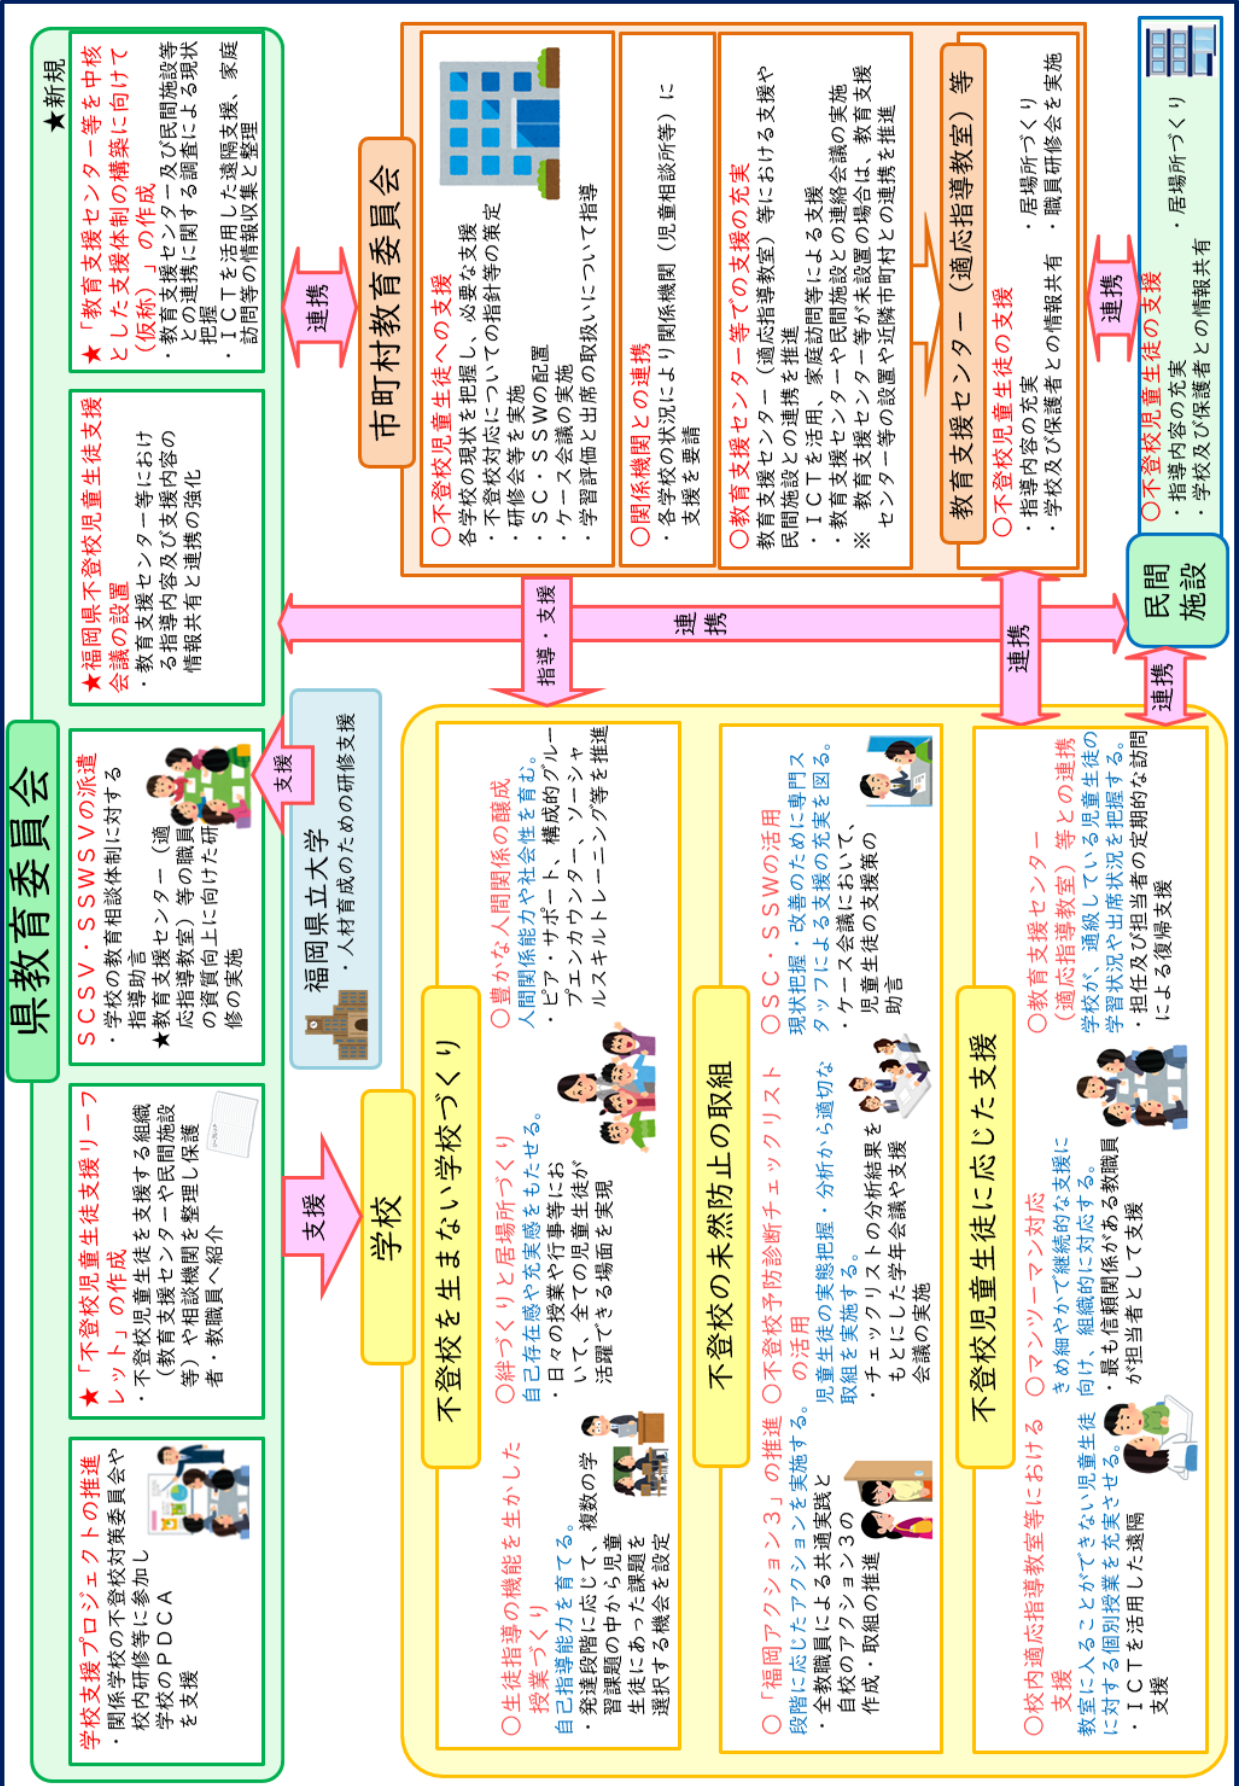 県教育委員会
★新規
学校支援プロジェクトの推進
・関係学校の不登校対策委員会や
校内研修等に参加し
学校のＰＤＣＡ
を支援
★「不登校児童生徒支援リーフ
レット」の作成
・不登校児童生徒を支援する組織
（教育支援センターや民間施設
等）や相談機関を整理し保護
者・教職員へ紹介
ＳＣＳＶ・ＳＳＷＳＶの派遣
・学校の教育相談体制に対する
指導助言
★教育支援センター（適
応指導教室）等の職員
の資質向上に向けた研
修の実施
★福岡県不登校児童生徒支援
会議の設置
・教育支援センター等におけ
る指導内容及び支援内容の
情報共有と連携の強化
★「教育支援センター等を中核
とした支援体制の構築に向けて
（仮称）」の作成
・教育支援センター及び民間施設等
との連携に関する調査による現状
把握
・ＩＣＴを活用した遠隔支援、家庭
訪問等の情報収集と整理
支援
福岡県立大学
・人材育成のための研修支援
支援
連携
連携
学校
不登校を生まない学校づくり
〇生徒指導の機能を生かした
授業づくり
自己指導能力を育てる。
・発達段階に応じて、複数の学
習課題の中から児童
生徒にあった課題を
選択する機会を設定
〇絆づくりと居場所づくり
自己存在感や充実感をもたせる。
・日々の授業や行事等にお
いて、全ての児童生徒が
活躍できる場面を実現
〇豊かな人間関係の醸成
人間関係能力や社会性を育む。
・ピア・サポート、構成的グルー
プエンカウンター、ソーシャ
ルスキルトレーニング等を推進
不登校の未然防止の取組
〇「福岡アクション３」の推進
段階に応じたアクションを実施する。
・全教職員による共通実践と
自校のアクション３の
作成・取組の推進
〇不登校予防診断チェックリスト
の活用
児童生徒の実態把握・分析から適切な
取組を実施する。
・チェックリストの分析結果を
もとにした学年会議や支援
会議の実施
〇ＳＣ・ＳＳＷの活用
現状把握・改善のために専門ス
タッフによる支援の充実を図る。
・ケース会議において、
児童生徒の支援策の
助言
不登校児童生徒に応じた支援
〇校内適応指導教室等における
支援
教室に入ることができない児童生徒
に対する個別授業を充実させる。
・ＩＣＴを活用した遠隔
支援
〇マンツーマン対応
きめ細やかで継続的な支援に
向け、組織的に対応する。
・最も信頼関係がある教職員
が担当者として支援
〇教育支援センター
（適応指導教室）等との連携
学校が、通級している児童生徒の
学習状況や出席状況を把握する。
・担任及び担当者の定期的な訪問
による復帰支援
指導・支援
連携
連携
市町村教育委員会
〇不登校児童生徒への支援
各学校の現状を把握し、必要な支援
・不登校対応についての指針等の策定
・研修会等を実施
・ＳＣ・ＳＳＷの配置
・ケース会議の実施
・学習評価と出席の取扱いについて指導
〇関係機関との連携
・各学校の状況により関係機関（児童相談所等）に
支援を要請
〇教育支援センター等での支援の充実
教育支援センター（適応指導教室）等における支援や
民間施設との連携を推進
・ＩＣＴを活用、家庭訪問等による支援
・教育支援センターや民間施設との連絡会議の実施
※　教育支援センター等が未設置の場合は、教育支援
センター等の設置や近隣市町村との連携を推進
教育支援センター（適応指導教室）等
〇不登校児童生徒の支援
・指導内容の充実　・居場所づくり
・学校及び保護者との情報共有　・職員研修会を実施
連携
民間
施設
〇不登校児童生徒の支援
・指導内容の充実　・居場所づくり
・学校及び保護者との情報共有